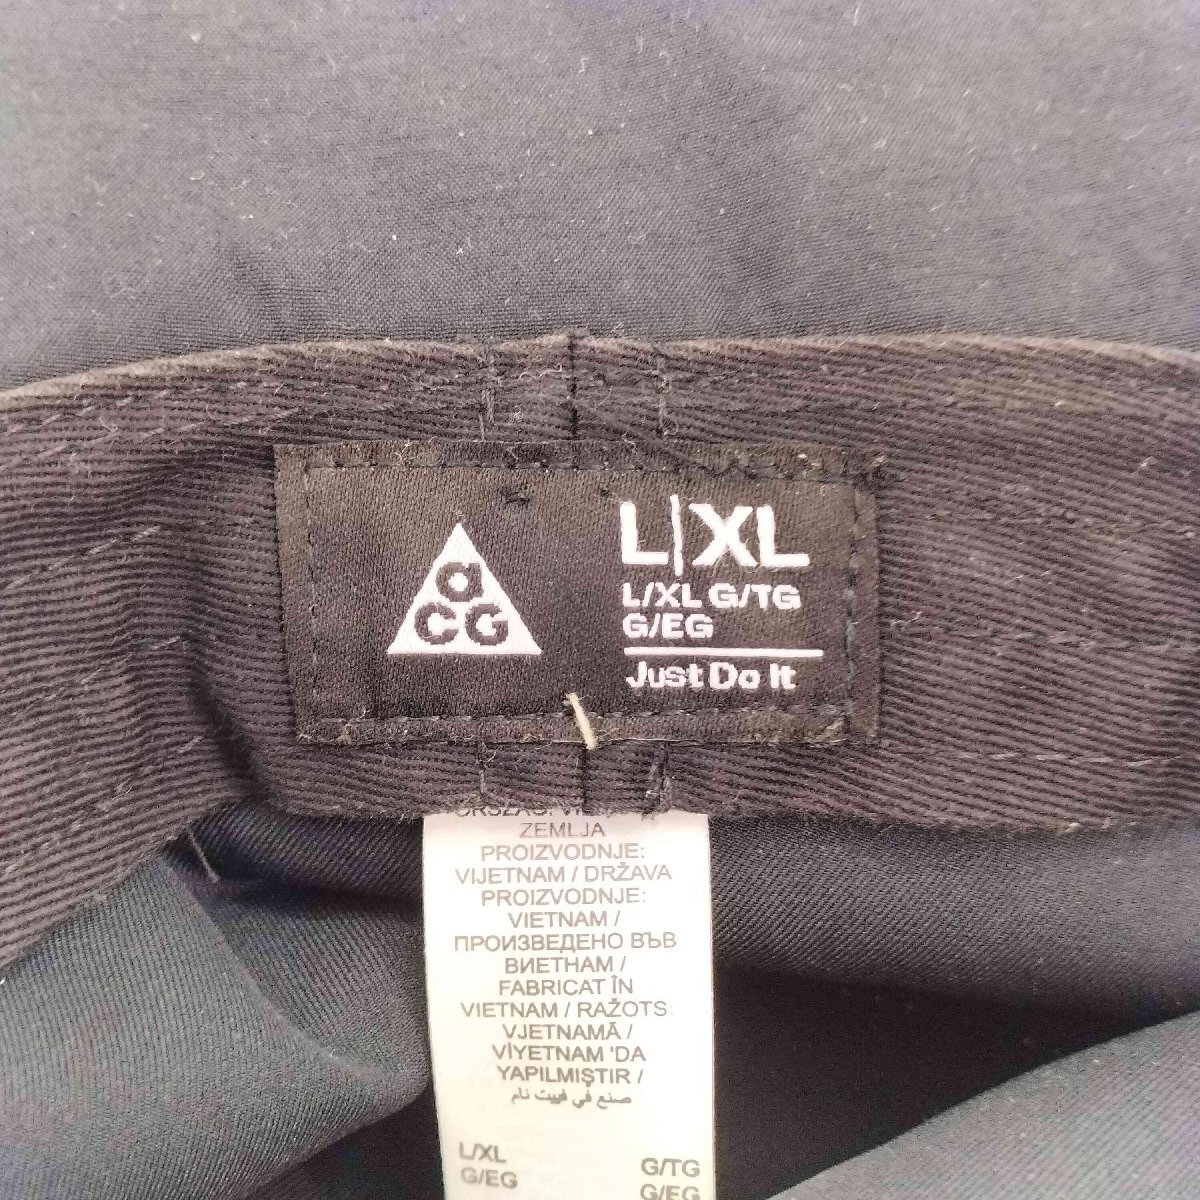 a
CG
L|XL
L/XL G/TG
G/EG
Just Do It
ZEMLJA
PROIZVODNJE:
VIJETNAM / DRŽAVA
PROIZVODNJE:
VIETNAM /
ПРОИЗВЕДЕНО ВЪВ
ВИЕТНАМ /
FABRICAT ÎN
VIETNAM / RAŽOTS:
VJETNAMĀ /
VİYETNAM 'DA
YAPILMIŞTIR /
صنع في فييت نام
L/XL G/TG
G/EG G/EG